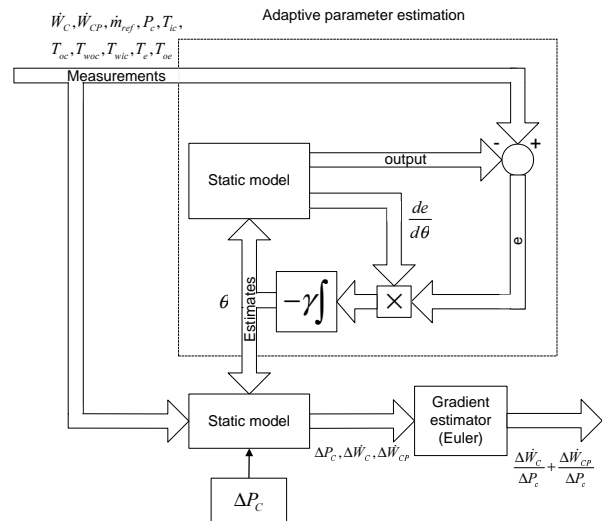 Adaptive parameter estimation
Ẇ_C, Ẇ_CP, ṁ_ref, P_c, T_ic,
T_oc, T_woc, T_wic, T_e, T_oe
Measurements
- +
output
Static model
de/dθ
e
θ
Estimates
−γ∫
×
Static model
Gradient
estimator
(Euler)
ΔP_C, ΔẆ_C, ΔẆ_CP
ΔẆ_C/ΔP_c + ΔẆ_CP/ΔP_c
ΔP_C